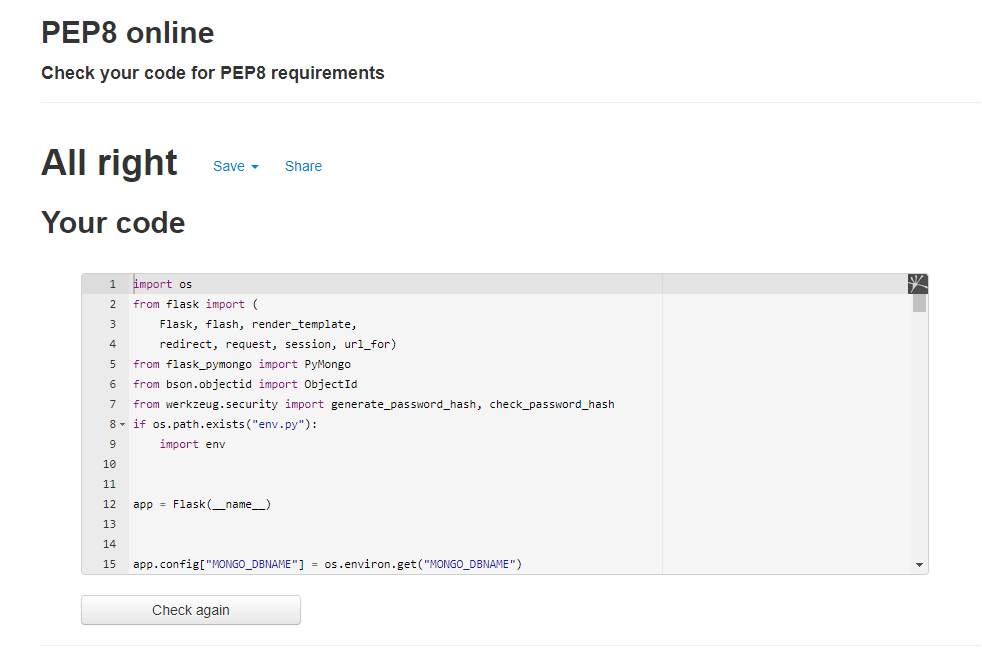 PEP8 online
Check your code for PEP8 requirements
All right Save Share
Your code
1 import os
2 from flask import (
3     Flask, flash, render_template,
4     redirect, request, session, url_for)
5 from flask_pymongo import PyMongo
6 from bson.objectid import ObjectId
7 from werkzeug.security import generate_password_hash, check_password_hash
8 if os.path.exists("env.py"):
9     import env
10
11
12 app = Flask(__name__)
13
14
15 app.config["MONGO_DBNAME"] = os.environ.get("MONGO_DBNAME")
Check again